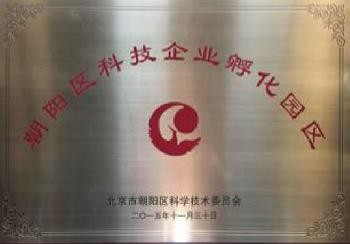 朝阳区科技企业孵化园区
北京市朝阳区科学技术委员会
二〇一五年十一月三十日